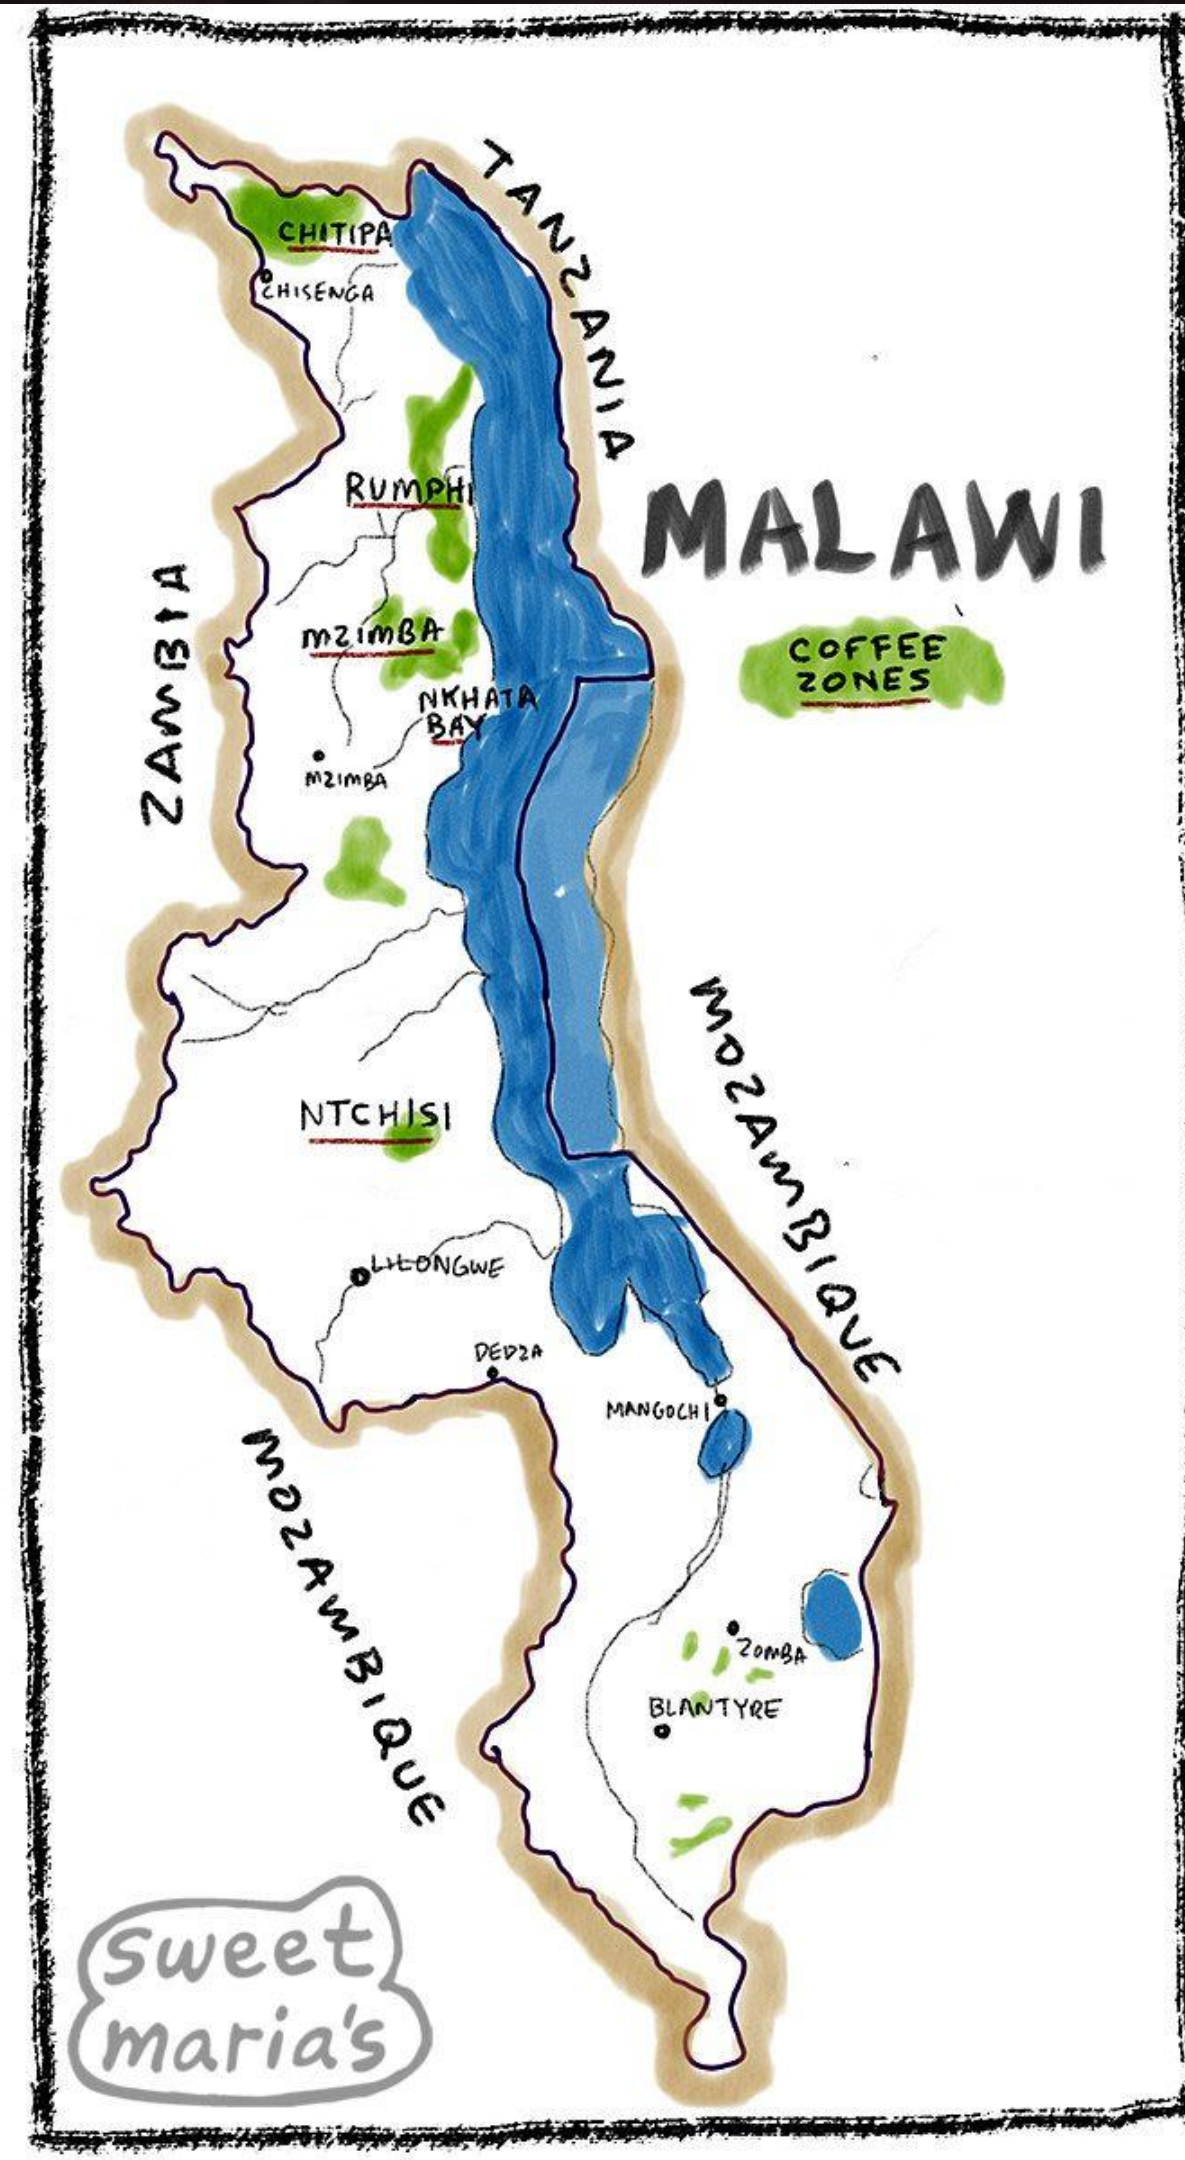 TANZANIA
CHITIPA
CHISENGA
RUMPHI
MALAWI
ZAMBIA
COFFEE
ZONES
MZIMBA
NKHATA
BAY
MZIMBA
MOZAMBIQUE
NTCHISI
LILONGWE
DEDZA
MANGOCHI
MOZAMBIQUE
ZOMBA
BLANTYRE
sweet
maria's